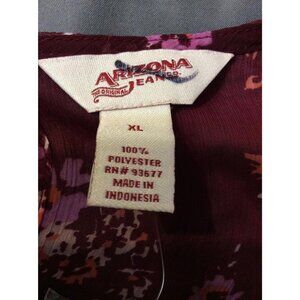 ARIZONA
THE ORIGINAL JEAN CO.
XL
100%
POLYESTER
RN# 93677
MADE IN
INDONESIA